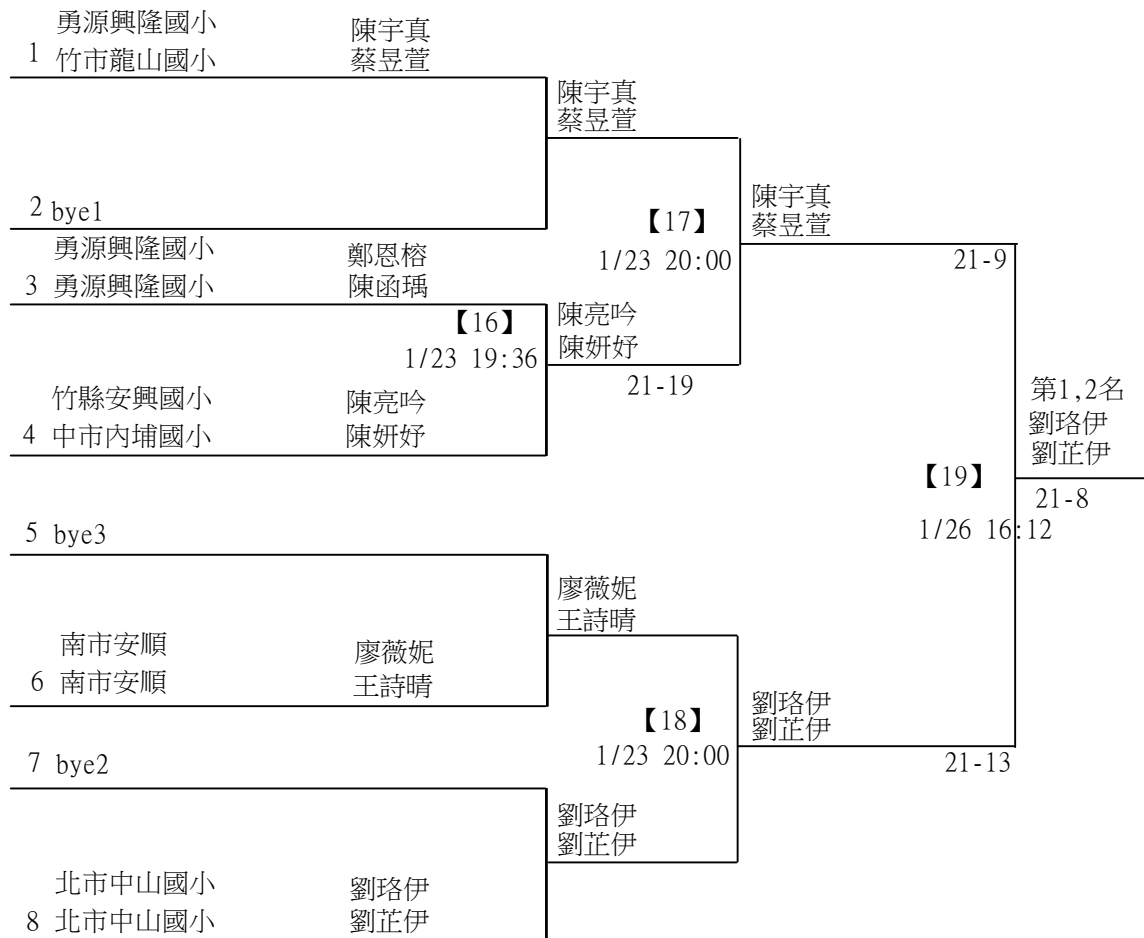 勇源興隆國小 陳宇真
1 竹市龍山國小 蔡昱萱
陳宇真
蔡昱萱
2 bye1
【17】
1/23 20:00
陳宇真
蔡昱萱
21-9
勇源興隆國小 鄭恩榕
3 勇源興隆國小 陳函瑀
【16】
1/23 19:36
陳亮吟
陳妍妤
21-19
竹縣安興國小 陳亮吟
4 中市內埔國小 陳妍妤
第1,2名
劉珞伊
劉芷伊
【19】
21-8
1/26 16:12
5 bye3
廖薇妮
王詩晴
南市安順 廖薇妮
6 南市安順 王詩晴
【18】
1/23 20:00
劉珞伊
劉芷伊
21-13
7 bye2
劉珞伊
劉芷伊
北市中山國小 劉珞伊
8 北市中山國小 劉芷伊